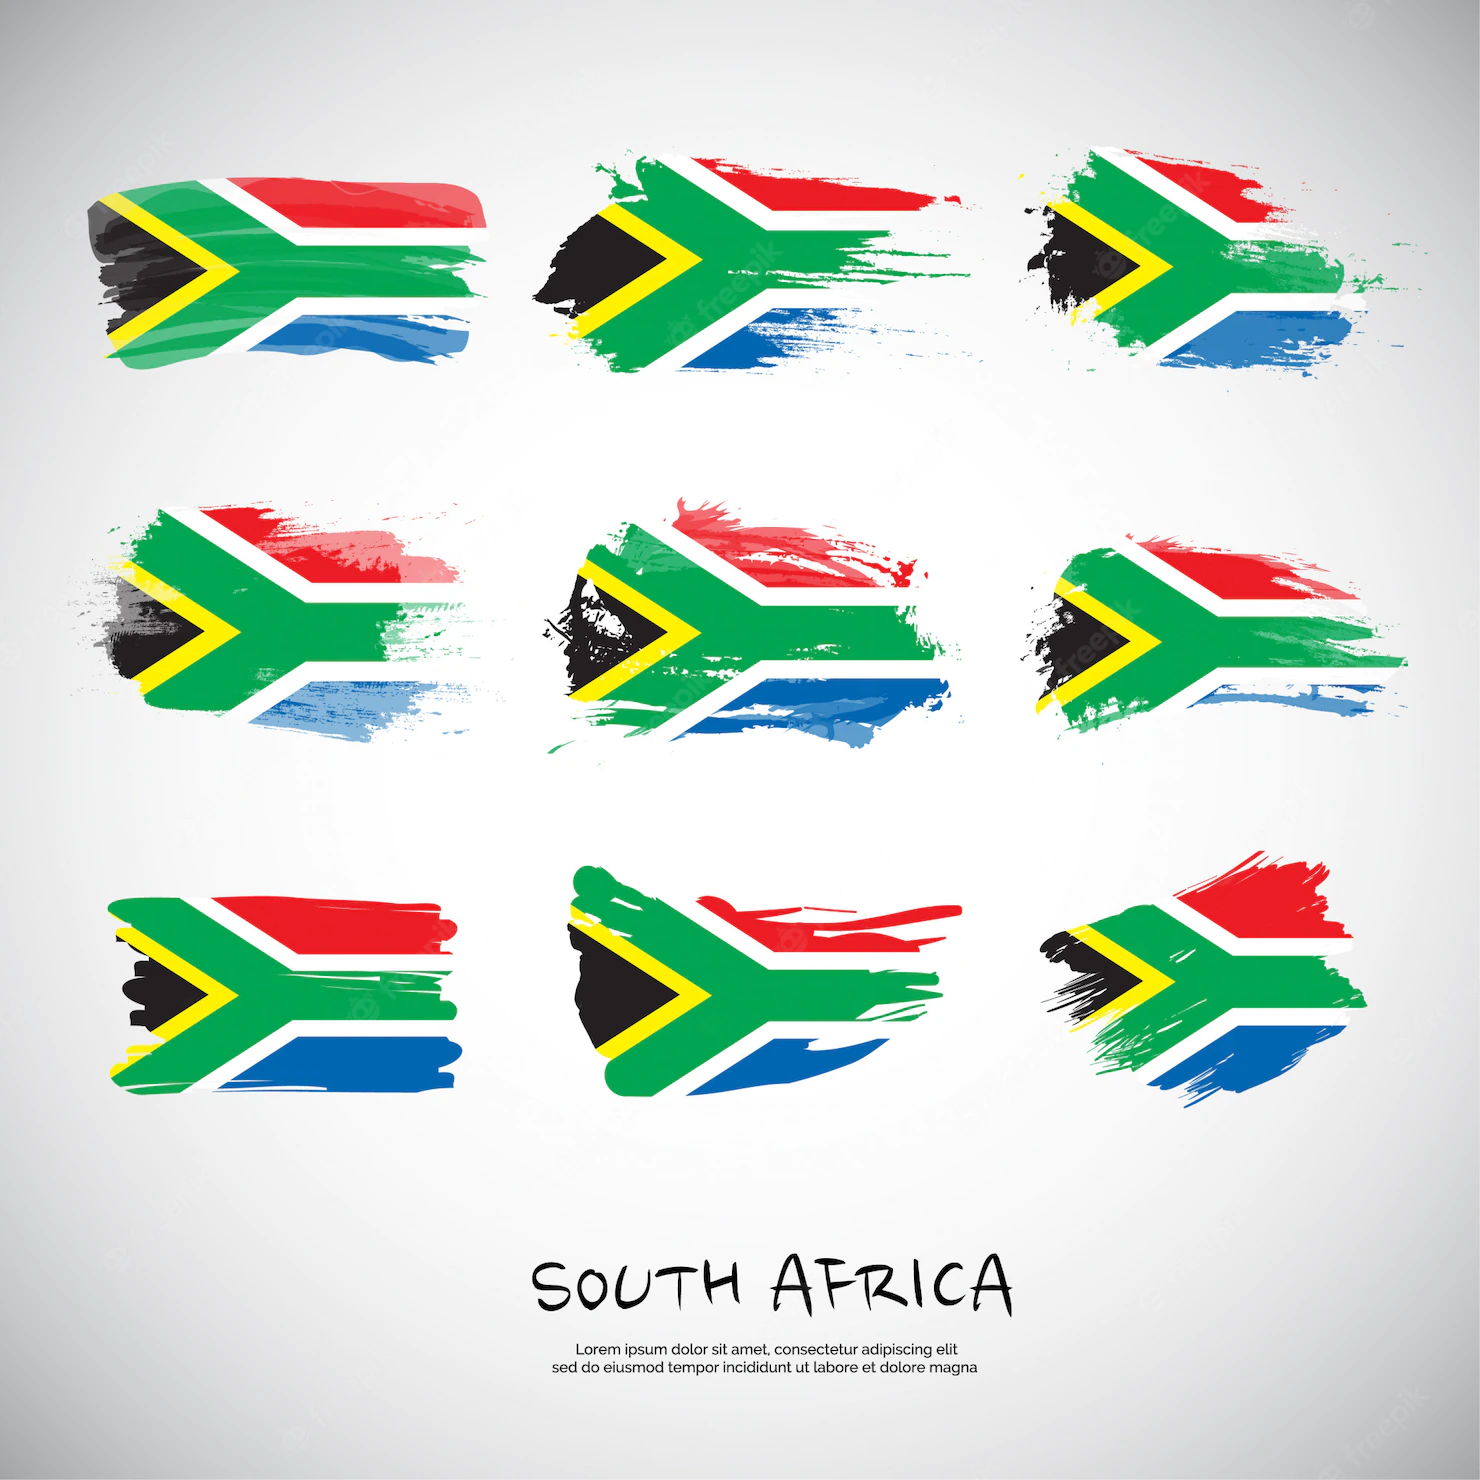 SOUTH AFRICA
Lorem ipsum dolor sit amet, consectetur adipiscing elit
sed do eiusmod tempor incididunt ut labore et dolore magna